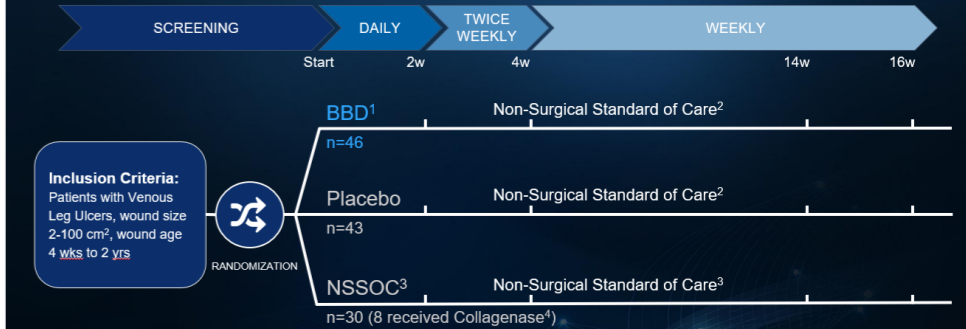 SCREENING
DAILY
TWICE
WEEKLY
WEEKLY
Start
2w
4w
14w
16w
BBD¹
Non-Surgical Standard of Care²
n=46
Inclusion Criteria:
Patients with Venous
Leg Ulcers, wound size
2-100 cm², wound age
4 wks to 2 yrs
RANDOMIZATION
Placebo
Non-Surgical Standard of Care²
n=43
NSSOC³
Non-Surgical Standard of Care³
n=30 (8 received Collagenase⁴)